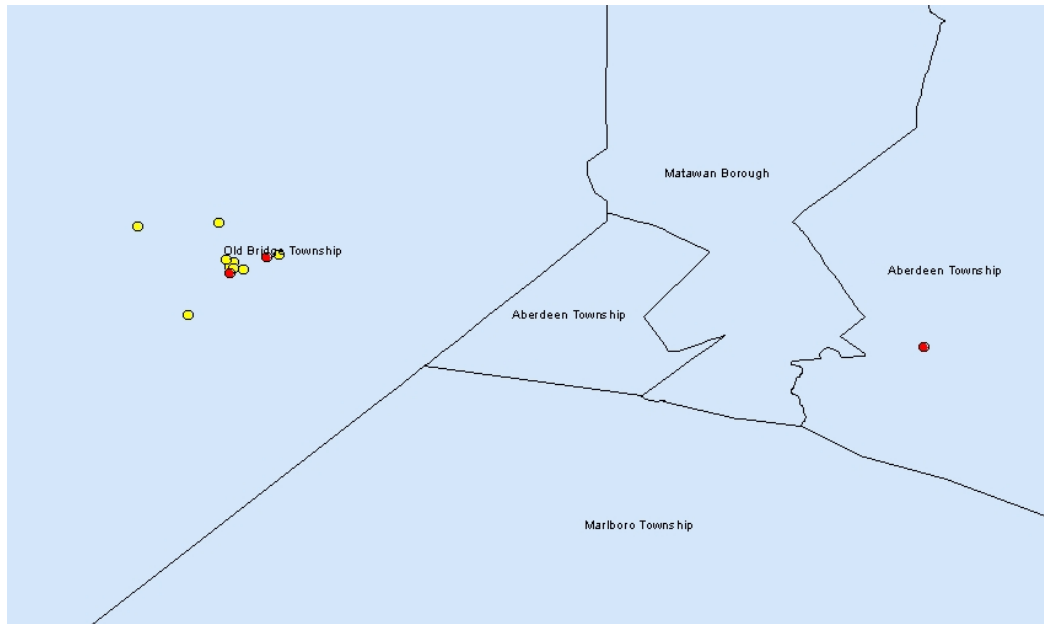 Matawan Borough
Old Bridge Township
Aberdeen Township
Aberdeen Township
Marlboro Township